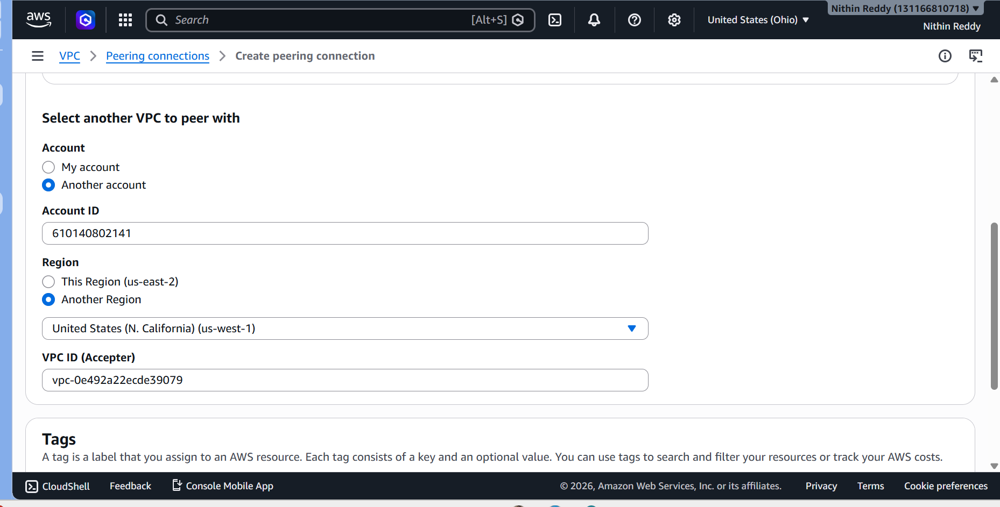 aws
Search [Alt+S]
United States (Ohio)
Nithin Reddy (131166810718)
Nithin Reddy
VPC
Peering connections
Create peering connection
Select another VPC to peer with
Account
My account
Another account
Account ID
610140802141
Region
This Region (us-east-2)
Another Region
United States (N. California) (us-west-1)
VPC ID (Accepter)
vpc-0e492a22ecde39079
Tags
A tag is a label that you assign to an AWS resource. Each tag consists of a key and an optional value. You can use tags to search and filter your resources or track your AWS costs.
CloudShell
Feedback
Console Mobile App
© 2026, Amazon Web Services, Inc. or its affiliates.
Privacy
Terms
Cookie preferences